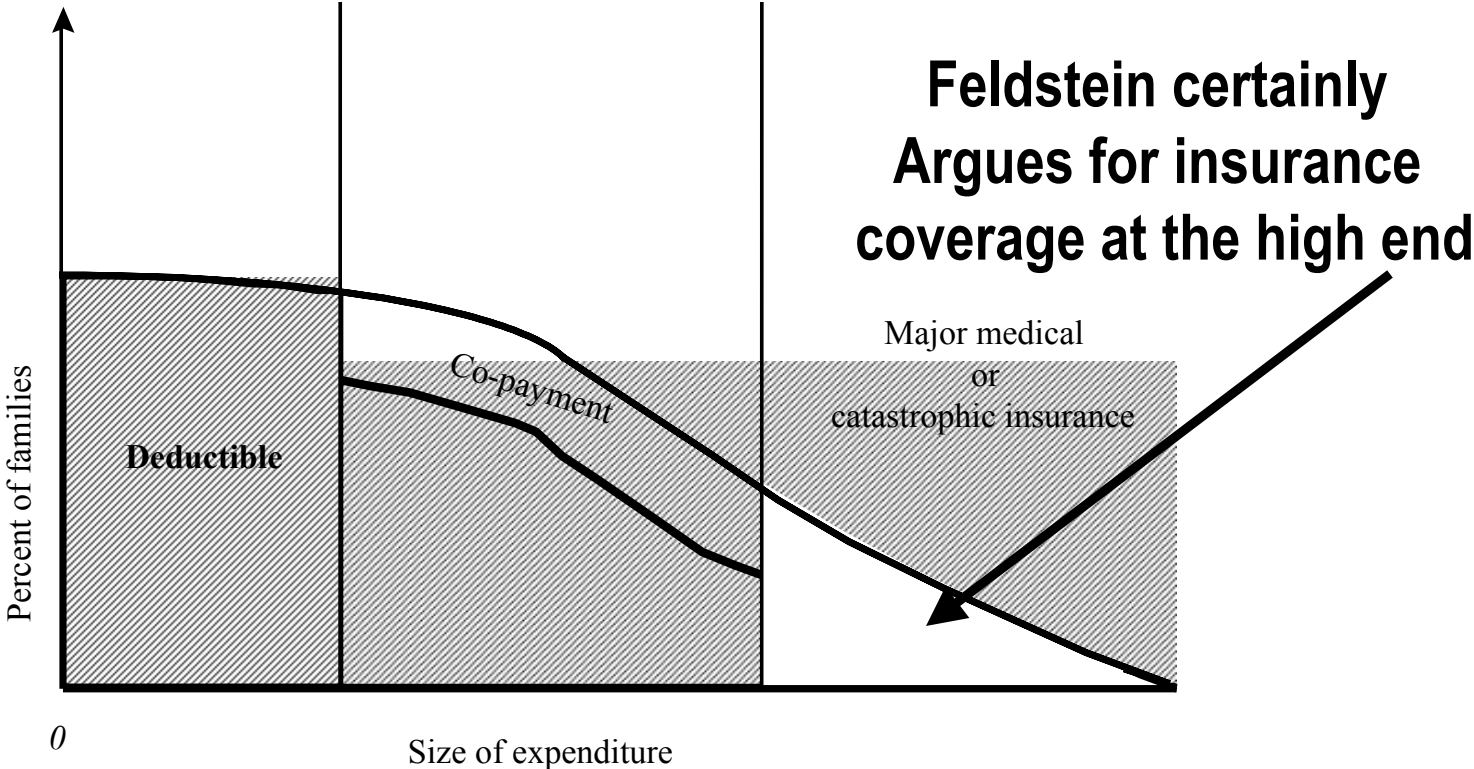 Feldstein certainly
Argues for insurance
coverage at the high end
Major medical
or
catastrophic insurance
Co-payment
Deductible
Percent of families
0
Size of expenditure